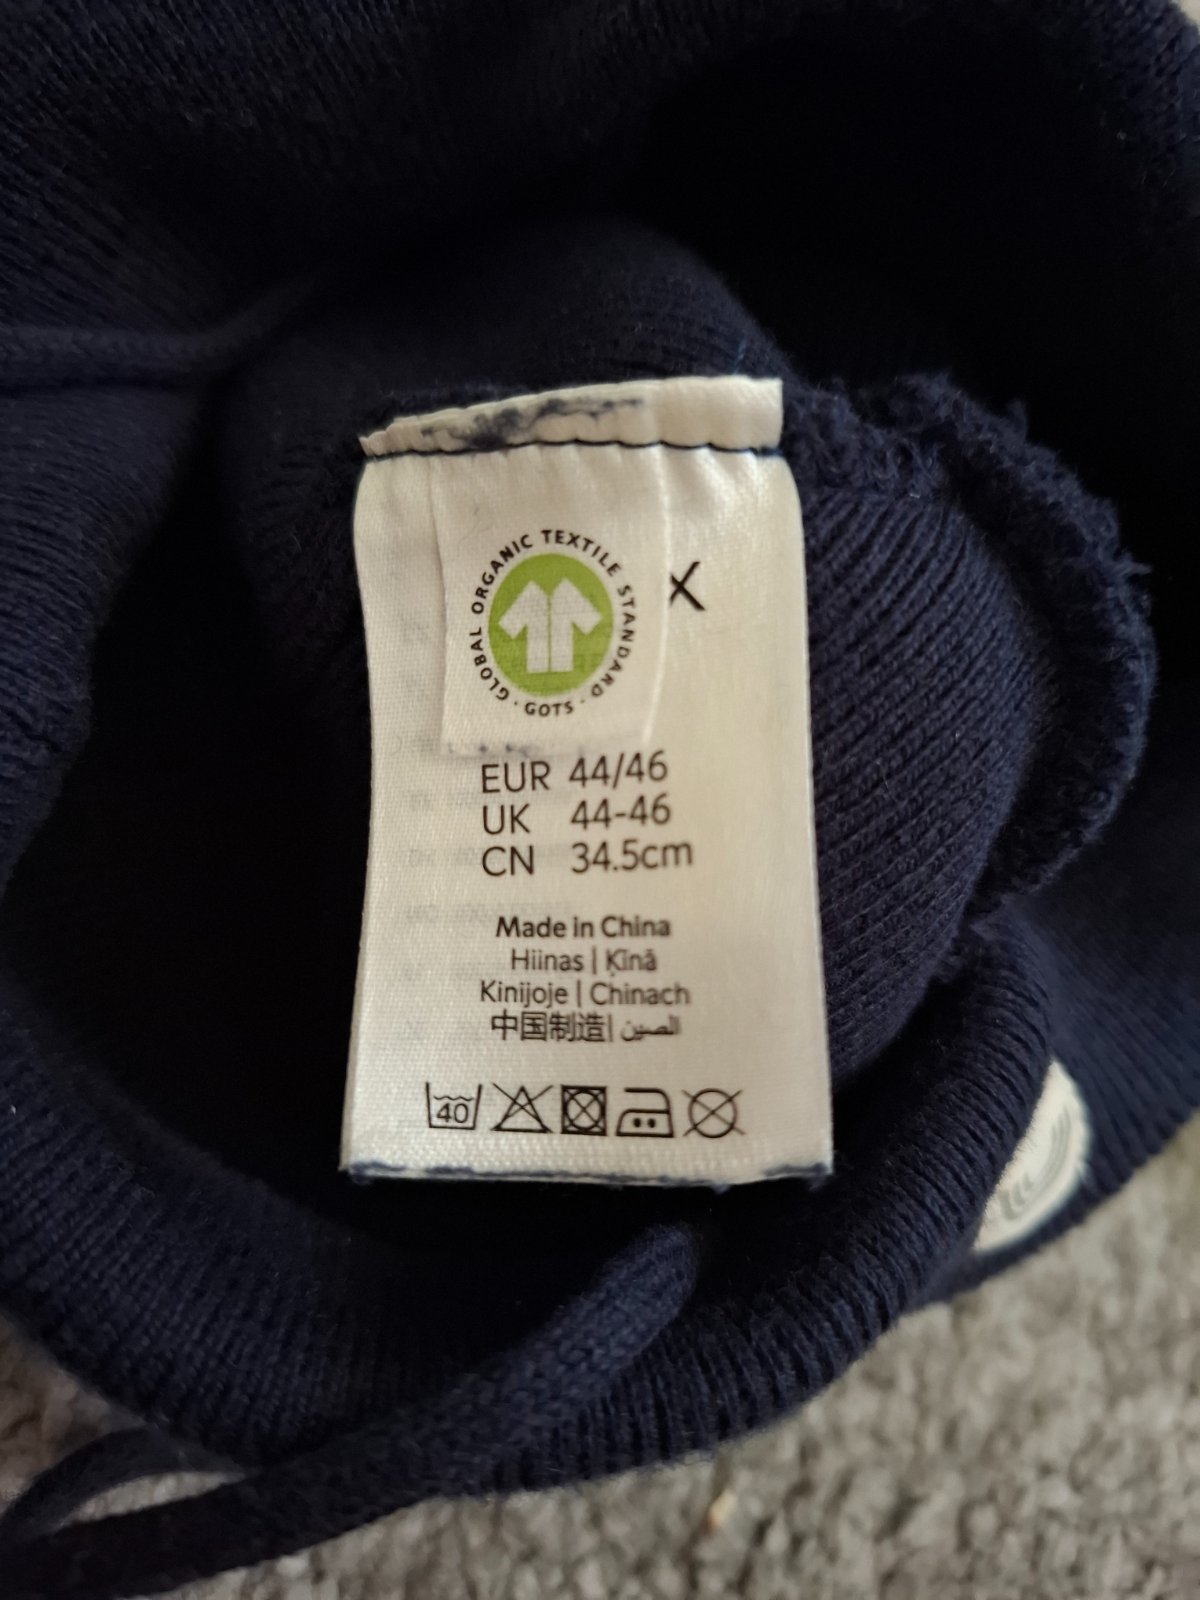 GLOBAL ORGANIC TEXTILE STANDARD · GOTS ·
X
EUR 44/46
UK 44-46
CN 34.5cm
Made in China
Hiinas | Ķīnā
Kinijoje | Chinach
中国制造| الصين
40